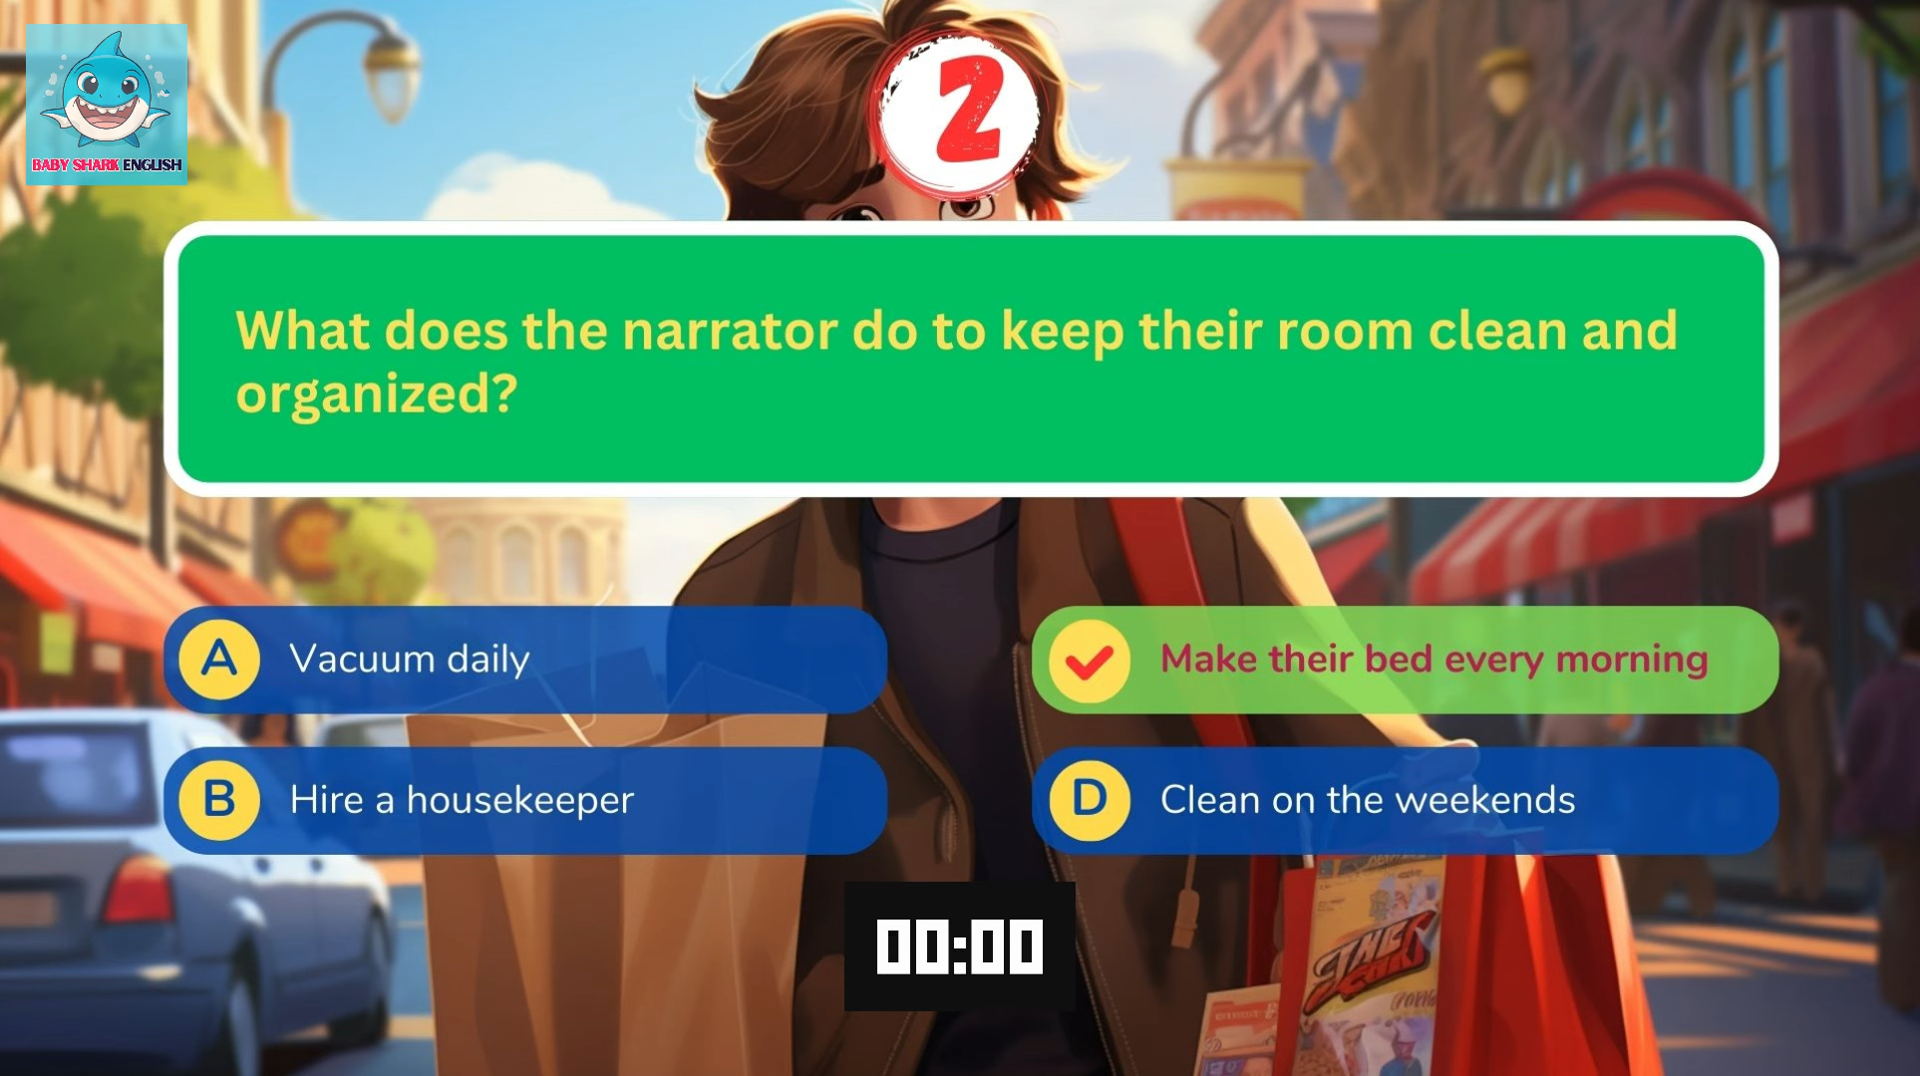 BABY SHARK ENGLISH
2
What does the narrator do to keep their room clean and
organized?
A Vacuum daily
Make their bed every morning
B Hire a housekeeper
D Clean on the weekends
00:00